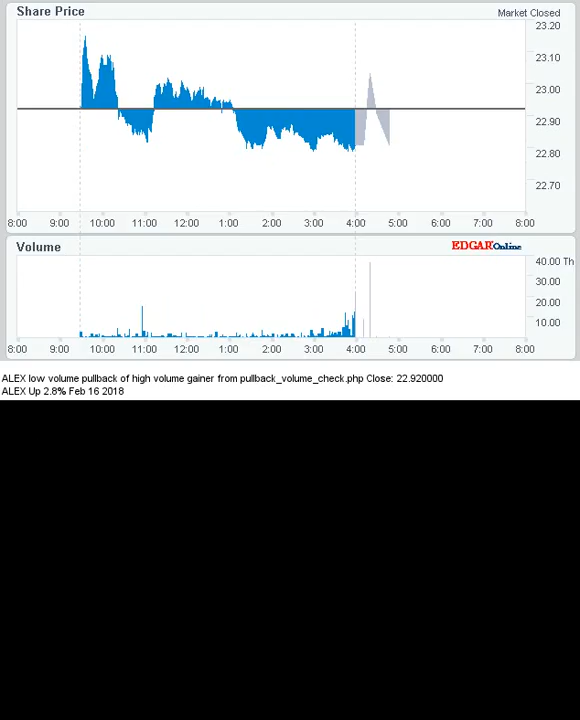 Share Price
Market Closed
23.20
23.10
23.00
22.90
22.80
22.70
8:00 9:00 10:00 11:00 12:00 1:00 2:00 3:00 4:00 5:00 6:00 7:00 8:00
Volume
EDGAROnline
40.00 Th
30.00
20.00
10.00
8:00 9:00 10:00 11:00 12:00 1:00 2:00 3:00 4:00 5:00 6:00 7:00 8:00
ALEX low volume pullback of high volume gainer from pullback_volume_check.php Close: 22.920000
ALEX Up 2.8% Feb 16 2018